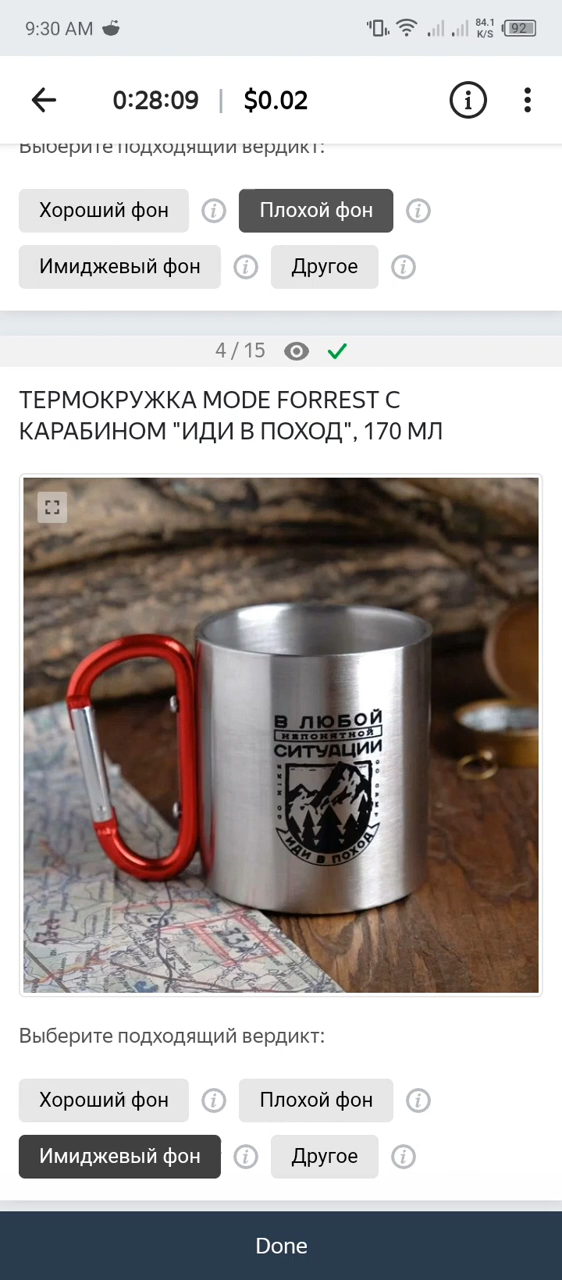 9:30 AM
84.1
K/S
92
0:28:09 | $0.02
Выберите подходящий вердикт:
Хороший фон
Плохой фон
Имиджевый фон
Другое
4 / 15
ТЕРМОКРУЖКА MODE FORREST С
КАРАБИНОМ "ИДИ В ПОХОД", 170 МЛ
В ЛЮБОЙ
НЕПОНЯТНОЙ
СИТУАЦИИ
ИДИ В ПОХОД
Выберите подходящий вердикт:
Хороший фон
Плохой фон
Имиджевый фон
Другое
Done